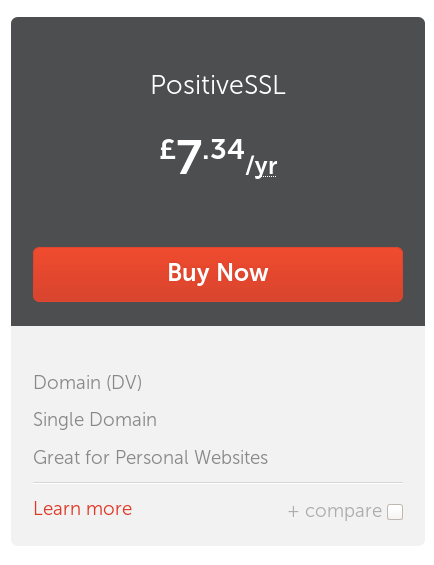 PositiveSSL
£7.34/yr
Buy Now
Domain (DV)
Single Domain
Great for Personal Websites
Learn more
+ compare